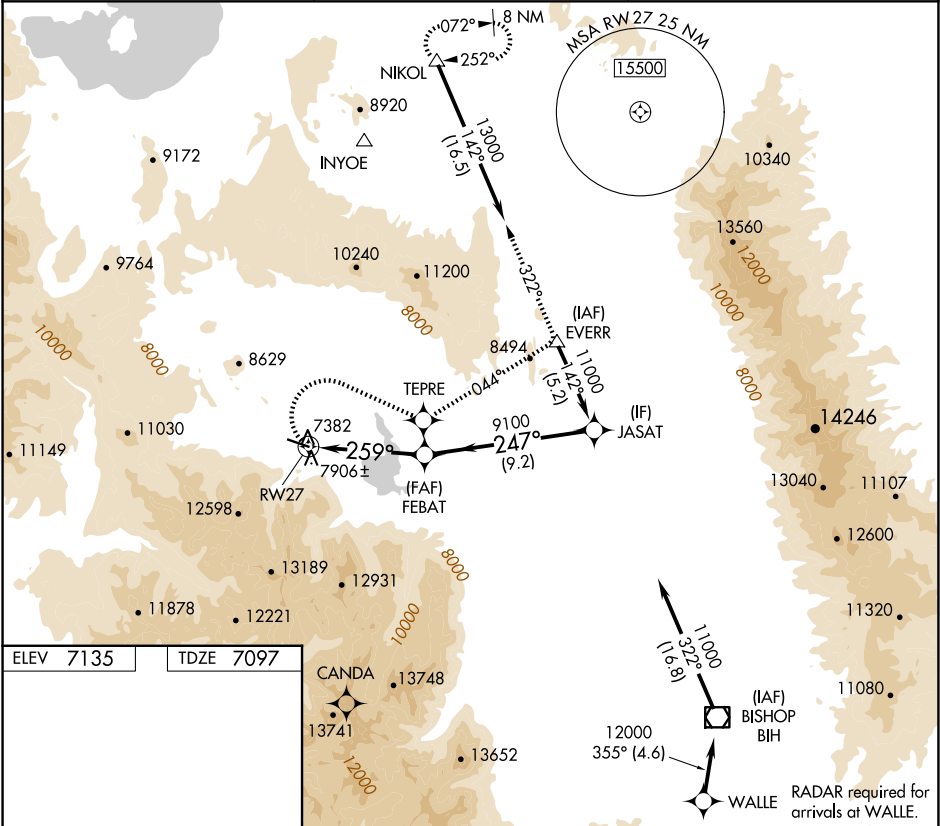 072°
8 NM
252°
NIKOL
MSA RW27 25 NM
15500
8920
INYOE
9172
13000
142°
(16.5)
10340
13560
12000
10000
9764
10240
11200
8000
322°
(IAF)
EVERR
10000
8000
8629
8494
11000
142°
(5.2)
8000
TEPRE
044°
(IF)
JASAT
11030
11149
7382
9100
247°
(9.2)
259°
7906±
14246
RW27
(FAF)
FEBAT
13040
11107
12598
12600
8000
13189
12931
11878
12221
10000
11320
11000
322°
(16.8)
ELEV 7135
TDZE 7097
CANDA
13748
13741
11080
(IAF)
BISHOP
BIH
12000
355° (4.6)
13652
12000
WALLE
RADAR required for
arrivals at WALLE.